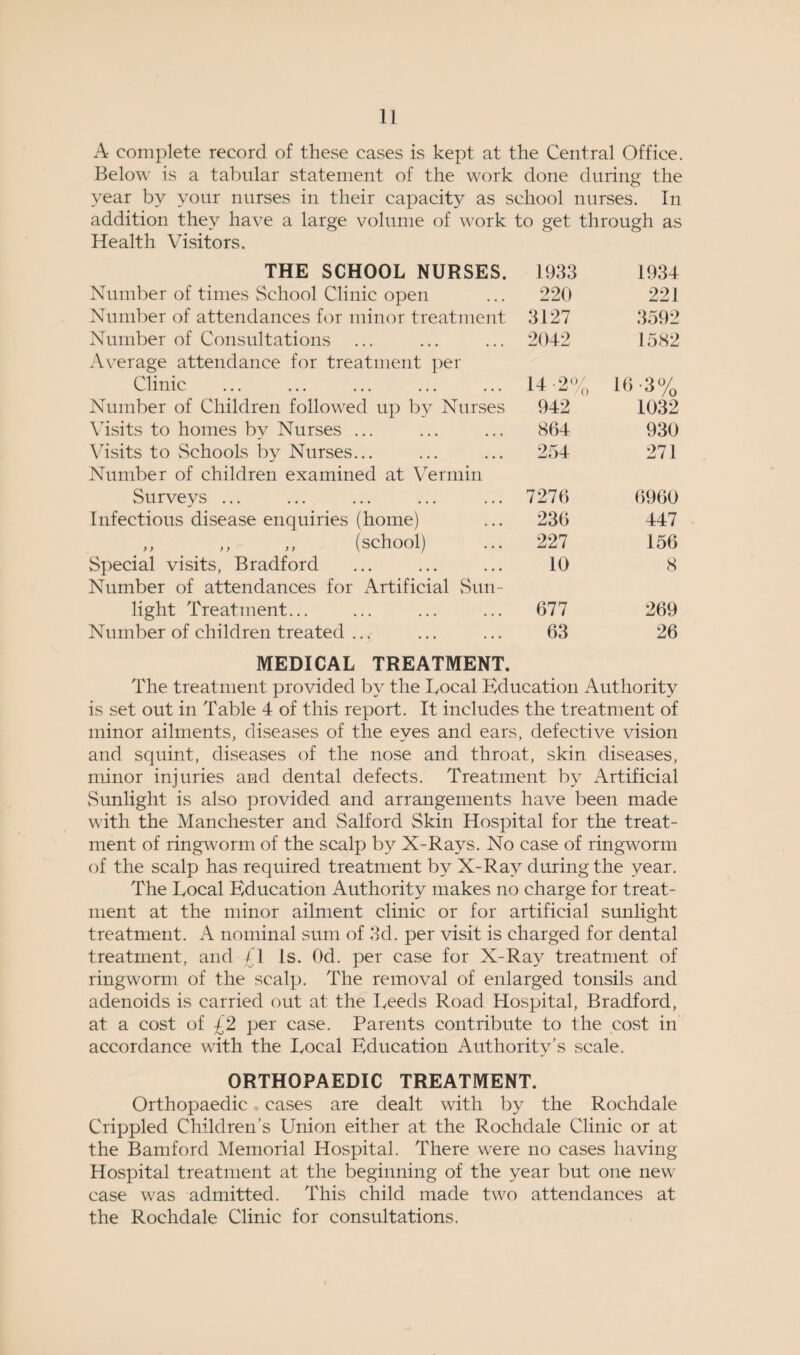 11
A complete record of these cases is kept at the Central Office.
Below is a tabular statement of the work done during the
year by your nurses in their capacity as school nurses. In
addition they have a large volume of work to get through as
Health Visitors.
THE SCHOOL NURSES. 1933 1934
Number of times School Clinic open ... 220 221
Number of attendances for minor treatment 3127 3592
Number of Consultations ... ... ... 2042 1582
Average attendance for treatment per
Clinic ... ... ... ... ... 14·2% 16·3%
Number of Children followed up by Nurses 942 1032
Visits to homes by Nurses ... ... ... 864 930
Visits to Schools by Nurses... ... ... 254 271
Number of children examined at Vermin
Surveys ... ... ... ... ... 7276 6960
Infectious disease enquiries (home) ... 236 447
,, ,, ,, (school) ... 227 156
Special visits, Bradford ... ... ... 10 8
Number of attendances for Artificial Sun-
light Treatment... ... ... ... 677 269
Number of children treated ... ... ... 63 26
MEDICAL TREATMENT.
The treatment provided by the Local Education Authority
is set out in Table 4 of this report. It includes the treatment of
minor ailments, diseases of the eyes and ears, defective vision
and squint, diseases of the nose and throat, skin diseases,
minor injuries and dental defects. Treatment by Artificial
Sunlight is also provided and arrangements have been made
with the Manchester and Salford Skin Hospital for the treat-
ment of ringworm of the scalp by X-Rays. No case of ringworm
of the scalp has required treatment by X-Ray during the year.
The Local Education Authority makes no charge for treat-
ment at the minor ailment clinic or for artificial sunlight
treatment. A nominal sum of 3d. per visit is charged for dental
treatment, and £1 1s. 0d. per case for X-Ray treatment of
ringworm of the scalp. The removal of enlarged tonsils and
adenoids is carried out at the Leeds Road Hospital, Bradford,
at a cost of £2 per case. Parents contribute to the cost in
accordance with the Local Education Authority's scale.
ORTHOPAEDIC TREATMENT.
Orthopaedic cases are dealt with by the Rochdale
Crippled Children's Union either at the Rochdale Clinic or at
the Bamford Memorial Hospital. There were no cases having
Hospital treatment at the beginning of the year but one new
case was admitted. This child made two attendances at
the Rochdale Clinic for consultations.